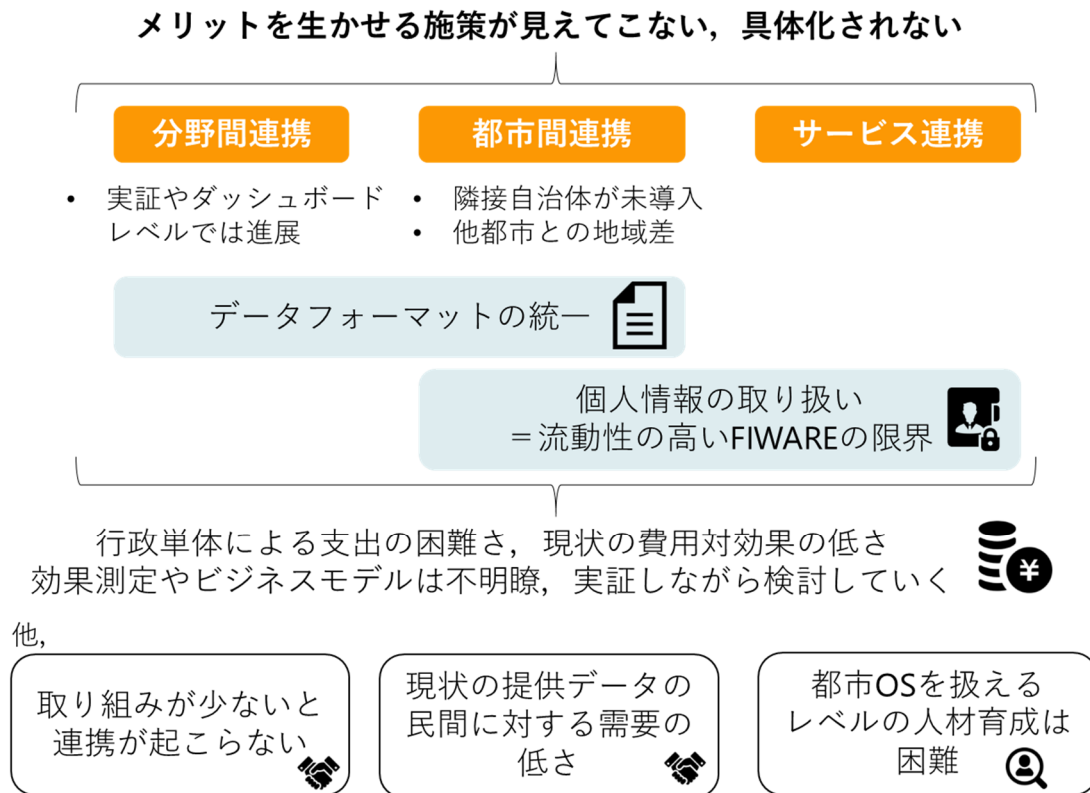 メリットを生かせる施策が見えてこない，具体化されない
分野間連携
都市間連携
サービス連携
• 実証やダッシュボード
レベルでは進展
• 隣接自治体が未導入
• 他都市との地域差
データフォーマットの統一
個人情報の取り扱い
＝流動性の高いFIWAREの限界
行政単体による支出の困難さ，現状の費用対効果の低さ
効果測定やビジネスモデルは不明瞭，実証しながら検討していく
¥
他，
取り組みが少ないと
連携が起こらない
現状の提供データの
民間に対する需要の
低さ
都市OSを扱える
レベルの人材育成は
困難